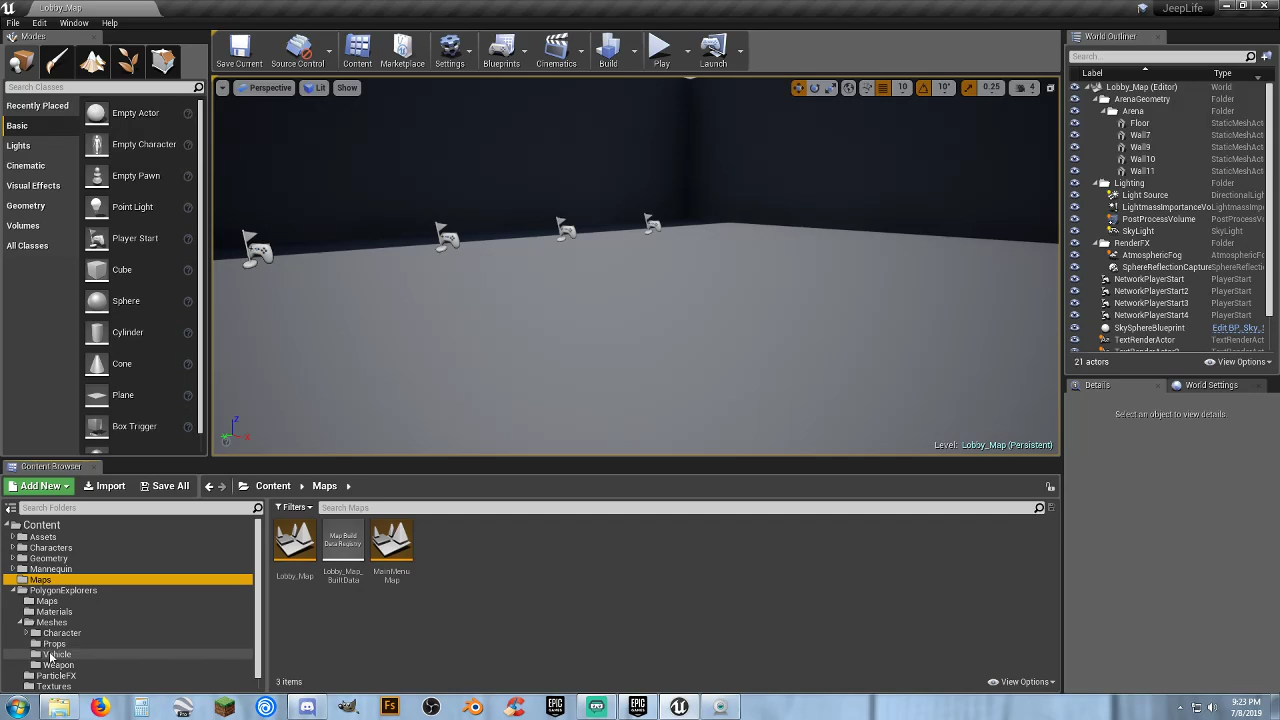 Lobby_Map
JeepLife
File Edit Window Help
Modes
Search Classes
Recently Placed
Basic
Lights
Cinematic
Visual Effects
Geometry
Volumes
All Classes
Empty Actor
Empty Character
Empty Pawn
Point Light
Player Start
Cube
Sphere
Cylinder
Cone
Plane
Box Trigger
Save Current
Source Control
Content
Marketplace
Settings
Blueprints
Cinematics
Build
Play
Launch
Perspective Lit Show
10 10° 0.25 4
Level: Lobby_Map (Persistent)
World Outliner
Search...
Label Type
Lobby_Map (Editor) World
ArenaGeometry Folder
Arena Folder
Floor StaticMeshAct
Wall7 StaticMeshAct
Wall9 StaticMeshAct
Wall10 StaticMeshAct
Wall11 StaticMeshAct
Lighting Folder
Light Source DirectionalLigh
LightmassImportanceVo LightmassImp
PostProcessVolume PostProcessV
SkyLight SkyLight
RenderFX Folder
AtmosphericFog AtmosphericFo
SphereReflectionCapture SphereReflecti
NetworkPlayerStart PlayerStart
NetworkPlayerStart2 PlayerStart
NetworkPlayerStart3 PlayerStart
NetworkPlayerStart4 PlayerStart
SkySphereBlueprint Edit BP_Sky_
TextRenderActor TextRenderAct
21 actors View Options
Details World Settings
Select an object to view details.
Content Browser
Add New Import Save All Content Maps
Search Folders
Filters Search Maps
Content
Assets
Characters
Geometry
Mannequin
Maps
PolygonExplorers
Maps
Materials
Meshes
Character
Props
Vehicle
Weapon
ParticleFX
Textures
Map Build
Data Registry
Lobby_Map
Lobby_Map_
BuiltData
MainMenu
Map
3 items View Options
9:23 PM
7/8/2019